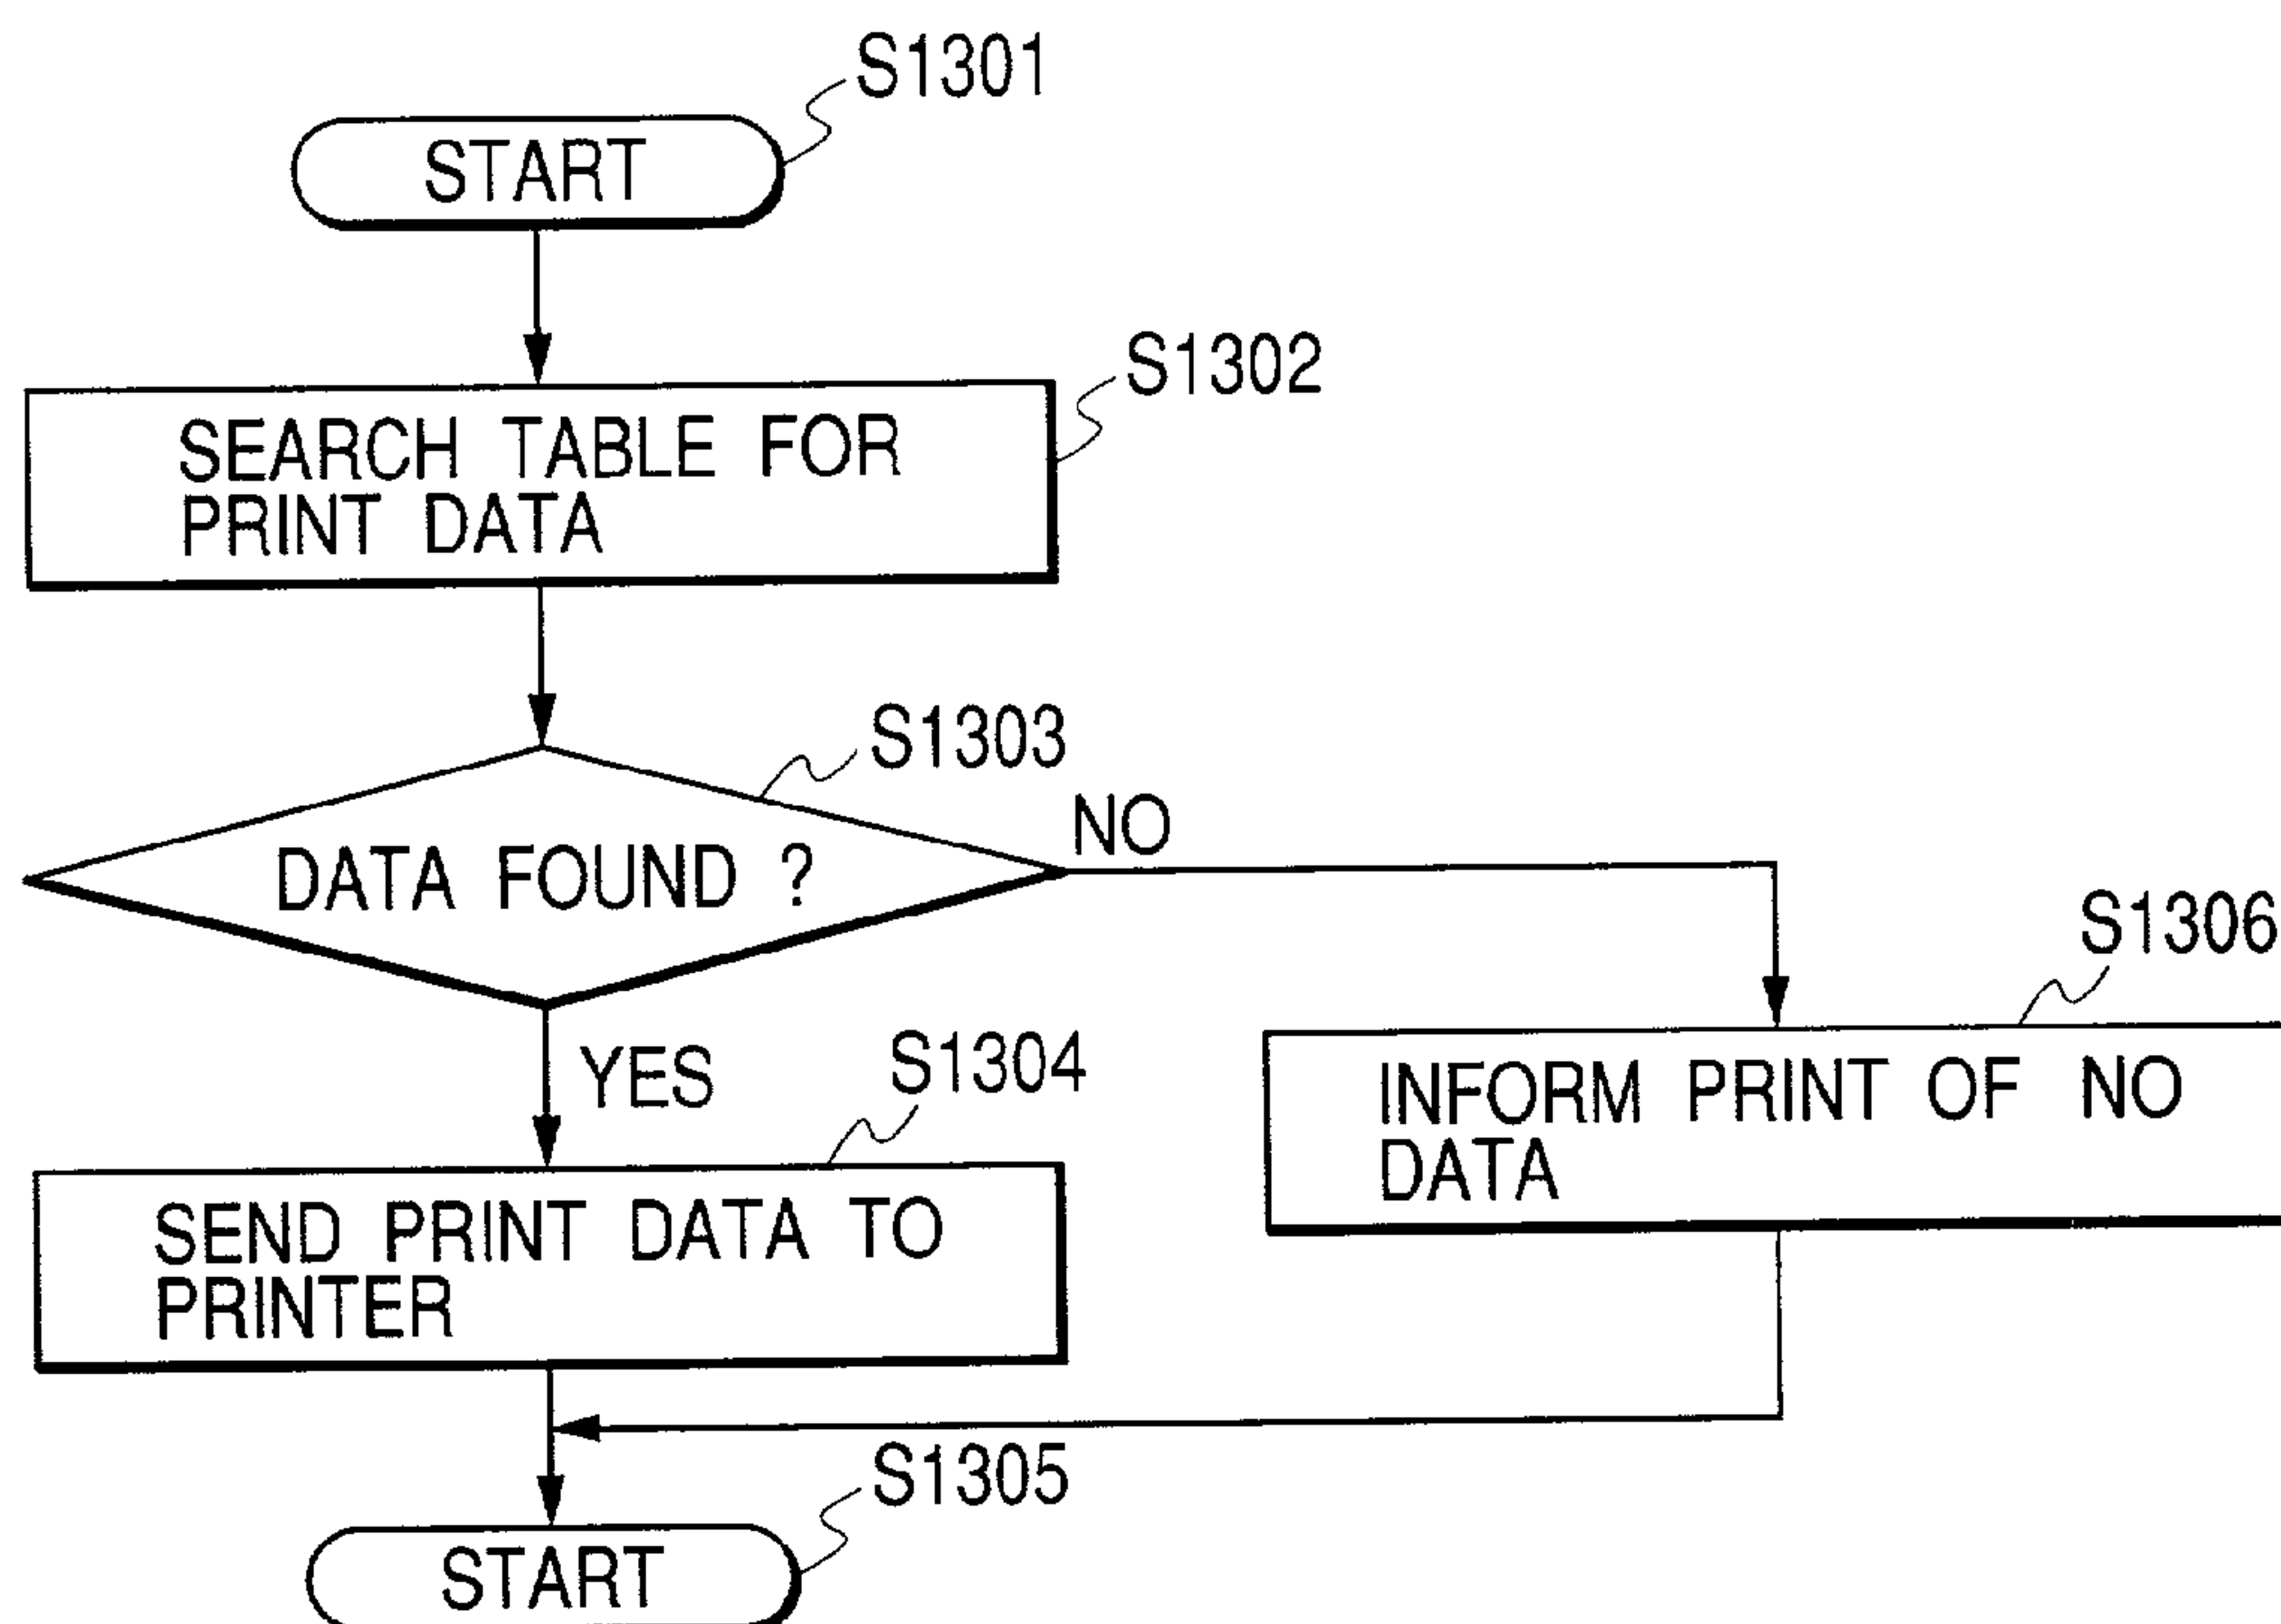 S1301
START
S1302
SEARCH TABLE FOR
PRINT DATA
S1303
DATA FOUND ?
NO
S1306
YES
S1304
INFORM PRINT OF NO
DATA
SEND PRINT DATA TO
PRINTER
S1305
START